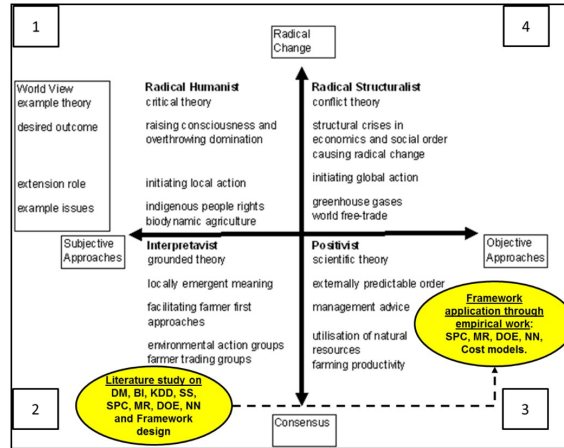 1
4
Radical
Change
World View
example theory
desired outcome
extension role
example issues
Radical Humanist
critical theory
raising consciousness and
overthrowing domination
initiating local action
indigenous people rights
biodynamic agriculture
Radical Structuralist
conflict theory
structural crises in
economics and social order
causing radical change
initiating global action
greenhouse gases
world free-trade
Subjective
Approaches
Objective
Approaches
Interpretavist
grounded theory
locally emergent meaning
facilitating farmer first
approaches
environmental action groups
farmer trading groups
Positivist
scientific theory
externally predictable order
management advice
utilisation of natural
resources
farming productivity
Framework
application through
empirical work:
SPC, MR, DOE, NN,
Cost models.
Literature study on
DM, BI, KDD, SS,
SPC, MR, DOE, NN
and Framework
design
2
Consensus
3